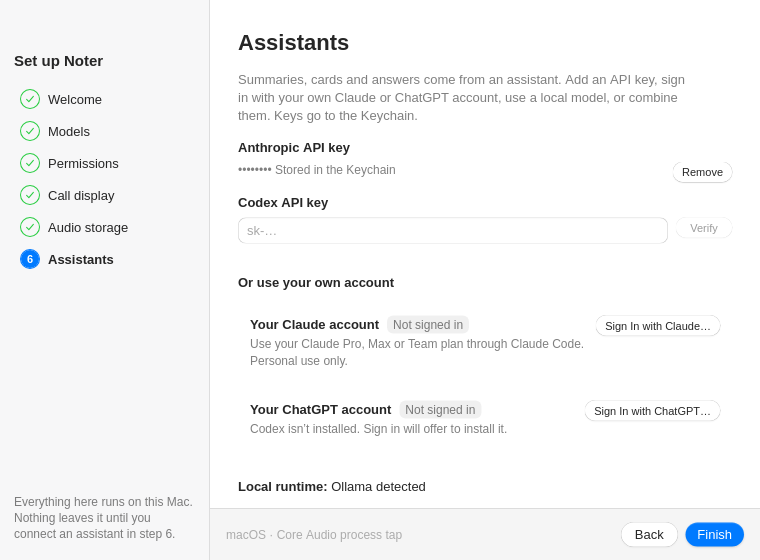 Set up Noter
Welcome
Models
Permissions
Call display
Audio storage
6 Assistants
Everything here runs on this Mac.
Nothing leaves it until you
connect an assistant in step 6.
Assistants
Summaries, cards and answers come from an assistant. Add an API key, sign
in with your own Claude or ChatGPT account, use a local model, or combine
them. Keys go to the Keychain.
Anthropic API key
•••••••• Stored in the Keychain
Remove
Codex API key
sk-…
Verify
Or use your own account
Your Claude account Not signed in
Sign In with Claude…
Use your Claude Pro, Max or Team plan through Claude Code.
Personal use only.
Your ChatGPT account Not signed in
Sign In with ChatGPT…
Codex isn’t installed. Sign in will offer to install it.
Local runtime: Ollama detected
macOS · Core Audio process tap
Back
Finish